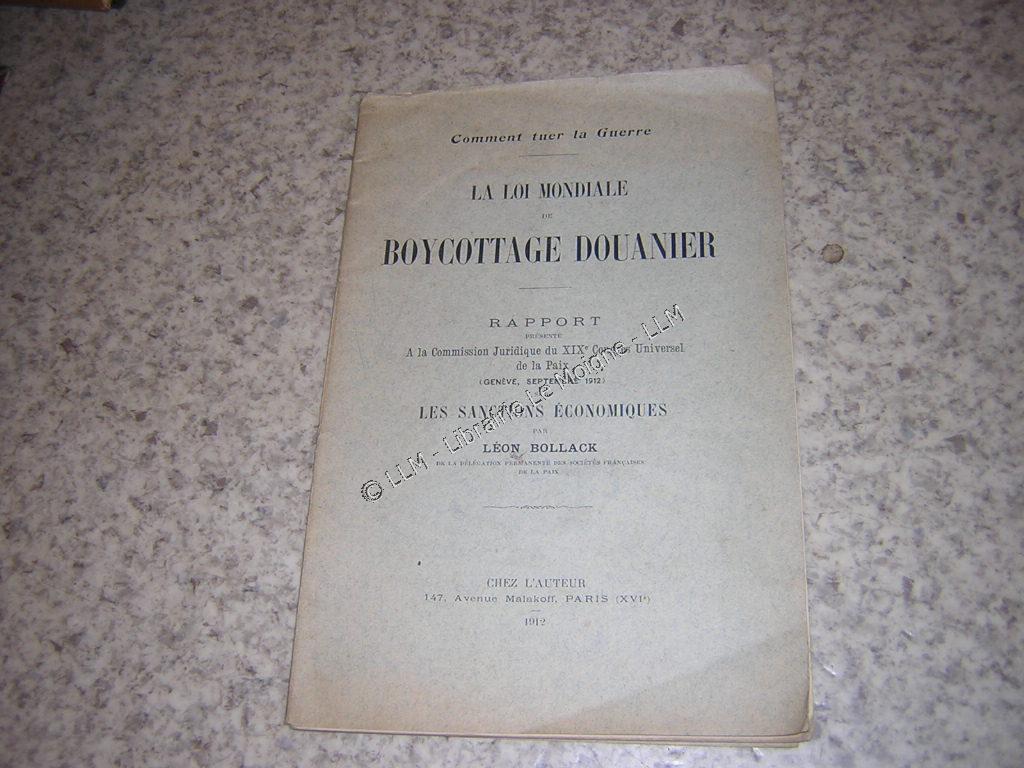 Comment tuer la Guerre
LA LOI MONDIALE
DE
BOYCOTTAGE DOUANIER
RAPPORT
PRÉSENTÉ
A la Commission Juridique du XIXe Congrès Universel
de la Paix
(GENÈVE, SEPTEMBRE 1912)
LES SANCTIONS ÉCONOMIQUES
PAR
LÉON BOLLACK
DE LA DÉLÉGATION PERMANENTE DES SOCIÉTÉS FRANÇAISES
DE LA PAIX
CHEZ L'AUTEUR
147, Avenue Malakoff, PARIS (XVIe)
1912
© LLM - Librairie Le Moigne - LLM